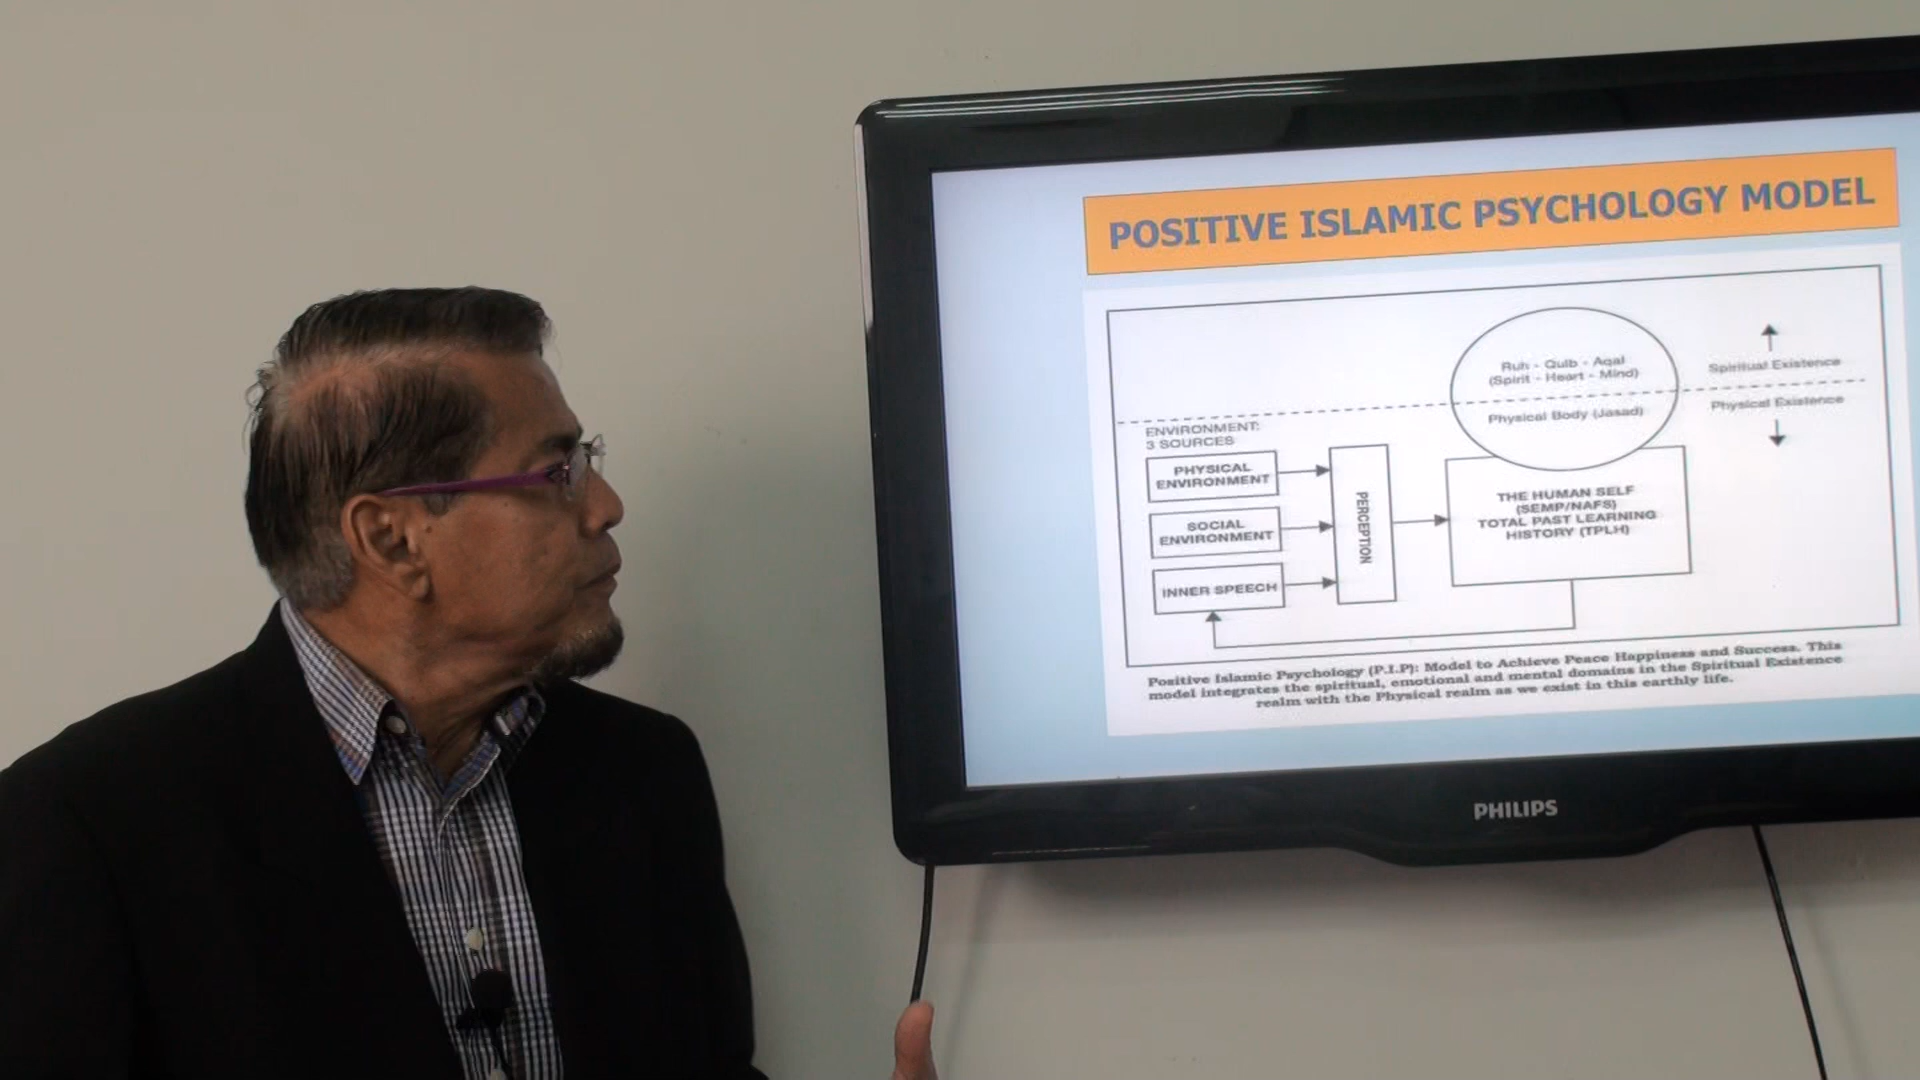 POSITIVE ISLAMIC PSYCHOLOGY MODEL
Ruh - Qulb - Aqal
(Spirit - Heart - Mind)
Spiritual Existence
Physical Body (Jasad)
Physical Existence
ENVIRONMENT:
3 SOURCES
PHYSICAL
ENVIRONMENT
SOCIAL
ENVIRONMENT
INNER SPEECH
PERCEPTION
THE HUMAN SELF
(SEMP/NAFS)
TOTAL PAST LEARNING
HISTORY (TPLH)
Positive Islamic Psychology (P.I.P): Model to Achieve Peace Happiness and Success. This
model integrates the spiritual, emotional and mental domains in the Spiritual Existence
realm with the Physical realm as we exist in this earthly life.
PHILIPS